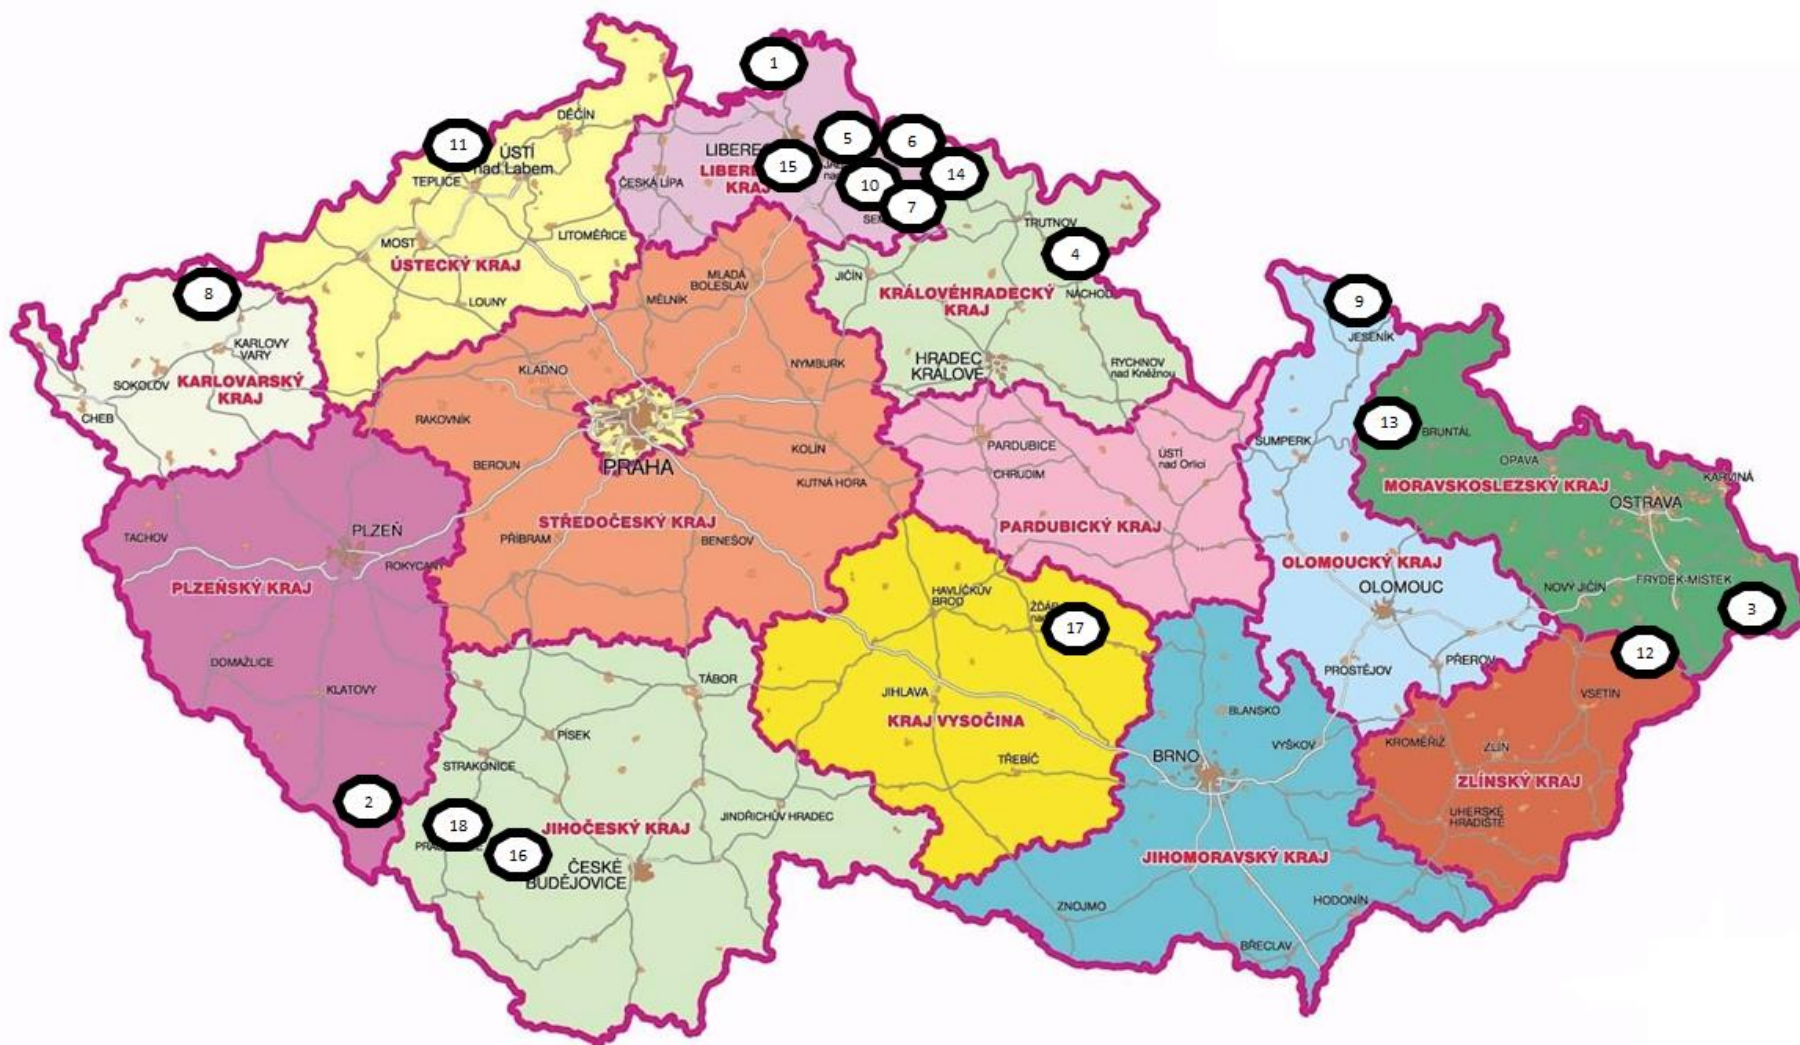 1
DĚČÍN
11
ÚSTÍ
nad Labem
TEPLICE
5
6
LIBERE
15
14
LIBERE
KRAJ
10
ČESKÁ LÍPA
7
MOST
LITOMĚŘICE
ÚSTECKÝ KRAJ
TRUTNOV
4
8
LOUNY
MLADÁ
BOLESLAV
MĚLNÍK
JIČÍN
KRÁLOVÉHRADECKÝ
KRAJ
NÁCHOD
9
JESENÍK
KARLOVY
VARY
SOKOLOV
KARLOVARSKÝ
KRAJ
CHEB
KLADNO
NYMBURK
HRADEC
KRÁLOVÉ
RYCHNOV
nad Kněžnou
RAKOVNÍK
BEROUN
PRAHA
KOLÍN
KUTNÁ HORA
PARDUBICE
CHRUDIM
ÚSTÍ
nad Orlicí
SUMPERK
13
BRUNTÁL
OPAVA
MORAVSKOSLEZSKÝ KRAJ
KARVINÁ
OSTRAVA
TACHOV
PLZEŇ
ROKYCANY
PLZEŇSKÝ KRAJ
STŘEDOČESKÝ KRAJ
PŘÍBRAM
BENEŠOV
PARDUBICKÝ KRAJ
OLOMOUCKÝ KRAJ
OLOMOUC
NOVÝ JIČÍN
FRÝDEK-MÍSTEK
3
HAVLÍČKŮV
BROD
17
12
DOMAŽLICE
KLATOVY
TÁBOR
JIHLAVA
KRAJ VYSOČINA
PROSTĚJOV
PŘEROV
VSETÍN
PÍSEK
STRAKONICE
TŘEBÍČ
BLANSKO
BRNO
VYŠKOV
KROMĚŘÍŽ
ZLÍN
ZLÍNSKÝ KRAJ
2
18
JIHOČESKÝ KRAJ
JINDŘICHŮV HRADEC
UHERSKÉ
HRADIŠTĚ
16
ČESKÉ
BUDĚJOVICE
JIHOMORAVSKÝ KRAJ
ZNOJMO
HODONÍN
BŘECLAV